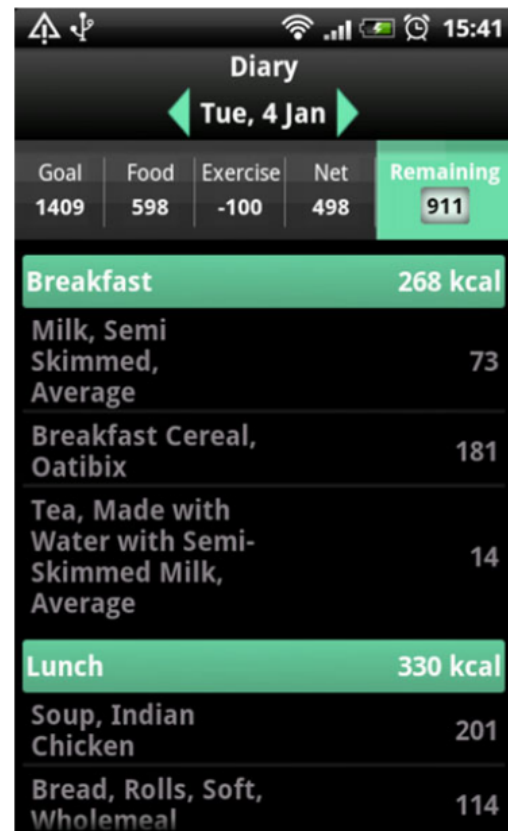 15:41
Diary
Tue, 4 Jan
Goal Food Exercise Net Remaining
1409 598 -100 498 911
Breakfast 268 kcal
Milk, Semi
Skimmed,
Average 73
Breakfast Cereal,
Oatibix 181
Tea, Made with
Water with Semi-
Skimmed Milk,
Average 14
Lunch 330 kcal
Soup, Indian
Chicken 201
Bread, Rolls, Soft,
Wholemeal 114